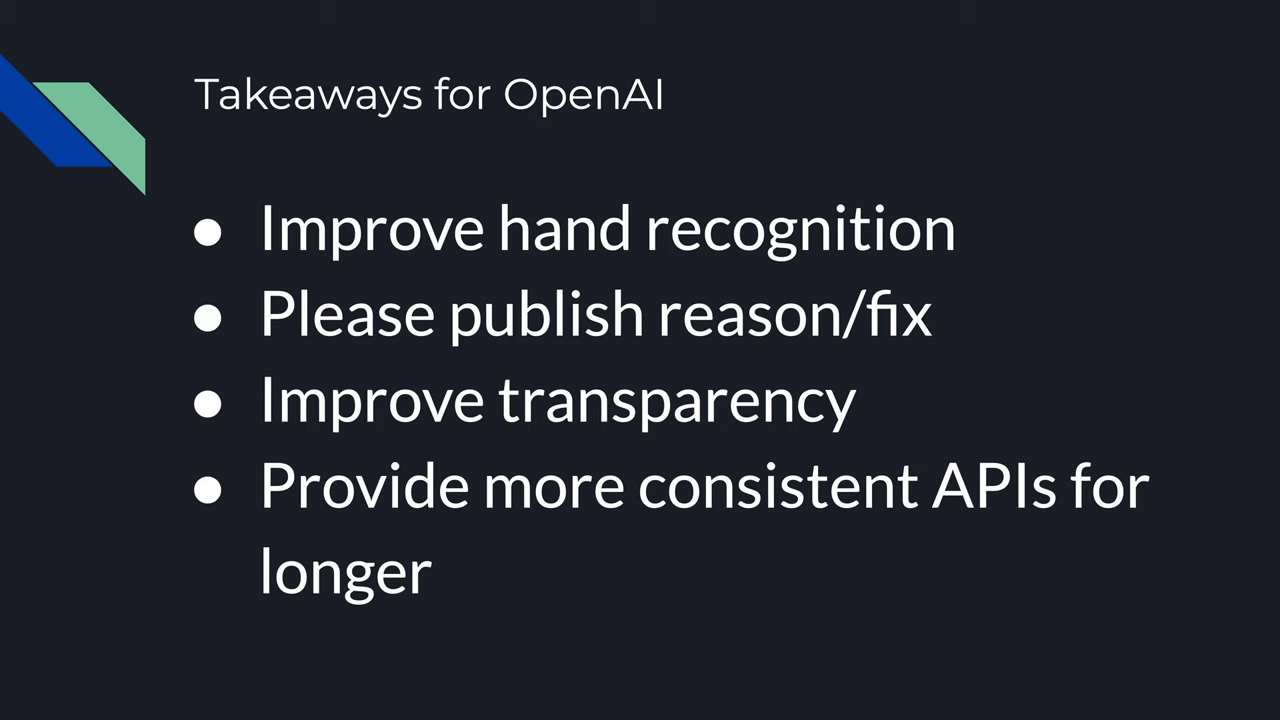 Takeaways for OpenAI
● Improve hand recognition
● Please publish reason/fix
● Improve transparency
● Provide more consistent APIs for
longer